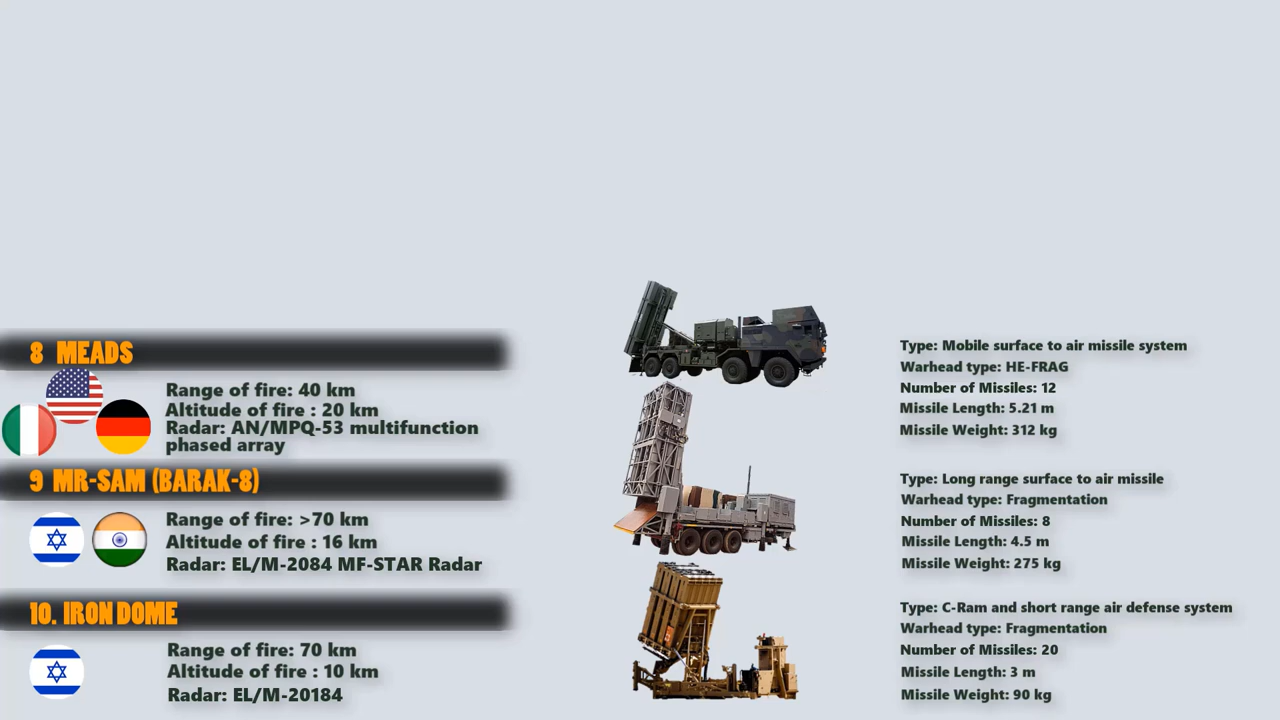 8 MEADS
Range of fire: 40 km
Altitude of fire : 20 km
Radar: AN/MPQ-53 multifunction
phased array
Type: Mobile surface to air missile system
Warhead type: HE-FRAG
Number of Missiles: 12
Missile Length: 5.21 m
Missile Weight: 312 kg
9 MR-SAM (BARAK-8)
Range of fire: >70 km
Altitude of fire : 16 km
Radar: EL/M-2084 MF-STAR Radar
Type: Long range surface to air missile
Warhead type: Fragmentation
Number of Missiles: 8
Missile Length: 4.5 m
Missile Weight: 275 kg
10. IRON DOME
Range of fire: 70 km
Altitude of fire : 10 km
Radar: EL/M-20184
Type: C-Ram and short range air defense system
Warhead type: Fragmentation
Number of Missiles: 20
Missile Length: 3 m
Missile Weight: 90 kg